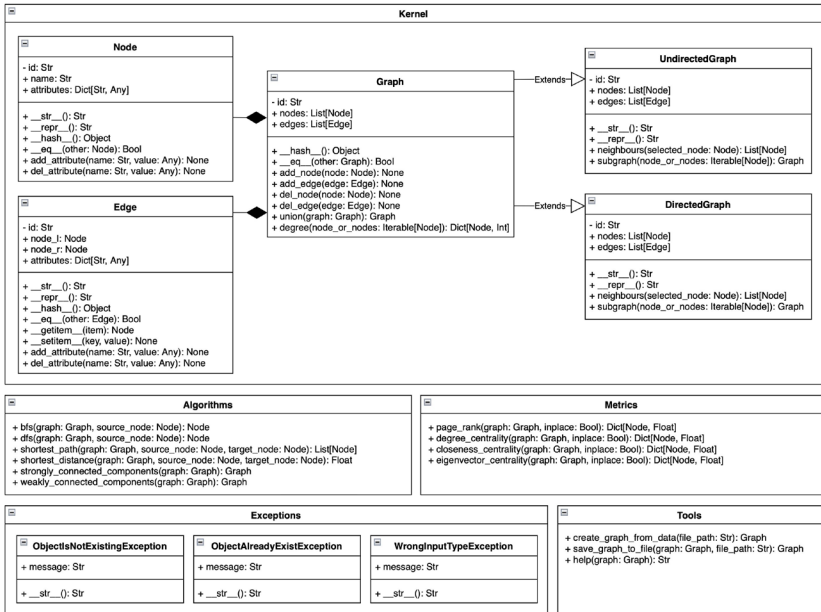 Kernel
Node
- id: Str
+ name: Str
+ attributes: Dict[Str, Any]
+ __str__(): Str
+ __repr__(): Str
+ __hash__(): Object
+ __eq__(other: Node): Bool
+ add_attribute(name: Str, value: Any): None
+ del_attribute(name: Str, value: Any): None
Edge
- id: Str
+ node_l: Node
+ node_r: Node
+ attributes: Dict[Str, Any]
+ __str__(): Str
+ __repr__(): Str
+ __hash__(): Object
+ __eq__(other: Edge): Bool
+ __getitem__(item): Node
+ __setitem__(key, value): None
+ add_attribute(name: Str, value: Any): None
+ del_attribute(name: Str, value: Any): None
Graph
- id: Str
+ nodes: List[Node]
+ edges: List[Edge]
+ __hash__(): Object
+ __eq__(other: Graph): Bool
+ add_node(node: Node): None
+ add_edge(edge: Edge): None
+ del_node(node: Node): None
+ del_edge(edge: Edge): None
+ union(graph: Graph): Graph
+ degree(node_or_nodes: Iterable[Node]): Dict[Node, Int]
Extends
Extends
UndirectedGraph
- id: Str
+ nodes: List[Node]
+ edges: List[Edge]
+ __str__(): Str
+ __repr__(): Str
+ neighbours(selected_node: Node): List[Node]
+ subgraph(node_or_nodes: Iterable[Node]): Graph
DirectedGraph
- id: Str
+ nodes: List[Node]
+ edges: List[Edge]
+ __str__(): Str
+ __repr__(): Str
+ neighbours(selected_node: Node): List[Node]
+ subgraph(node_or_nodes: Iterable[Node]): Graph
Algorithms
+ bfs(graph: Graph, source_node: Node): Node
+ dfs(graph: Graph, source_node: Node): Node
+ shortest_path(graph: Graph, source_node: Node, target_node: Node): List[Node]
+ shortest_distance(graph: Graph, source_node: Node, target_node: Node): Float
+ strongly_connected_components(graph: Graph): Graph
+ weakly_connected_components(graph: Graph): Graph
Metrics
+ page_rank(graph: Graph, inplace: Bool): Dict[Node, Float]
+ degree_centrality(graph: Graph, inplace: Bool): Dict[Node, Float]
+ closeness_centrality(graph: Graph, inplace: Bool): Dict[Node, Float]
+ eigenvector_centrality(graph: Graph, inplace: Bool): Dict[Node, Float]
Exceptions
ObjectIsNotExistingException
+ message: Str
+ __str__(): Str
ObjectAlreadyExistException
+ message: Str
+ __str__(): Str
WrongInputTypeException
+ message: Str
+ __str__(): Str
Tools
+ create_graph_from_data(file_path: Str): Graph
+ save_graph_to_file(graph: Graph, file_path: Str): Graph
+ help(graph: Graph): Str